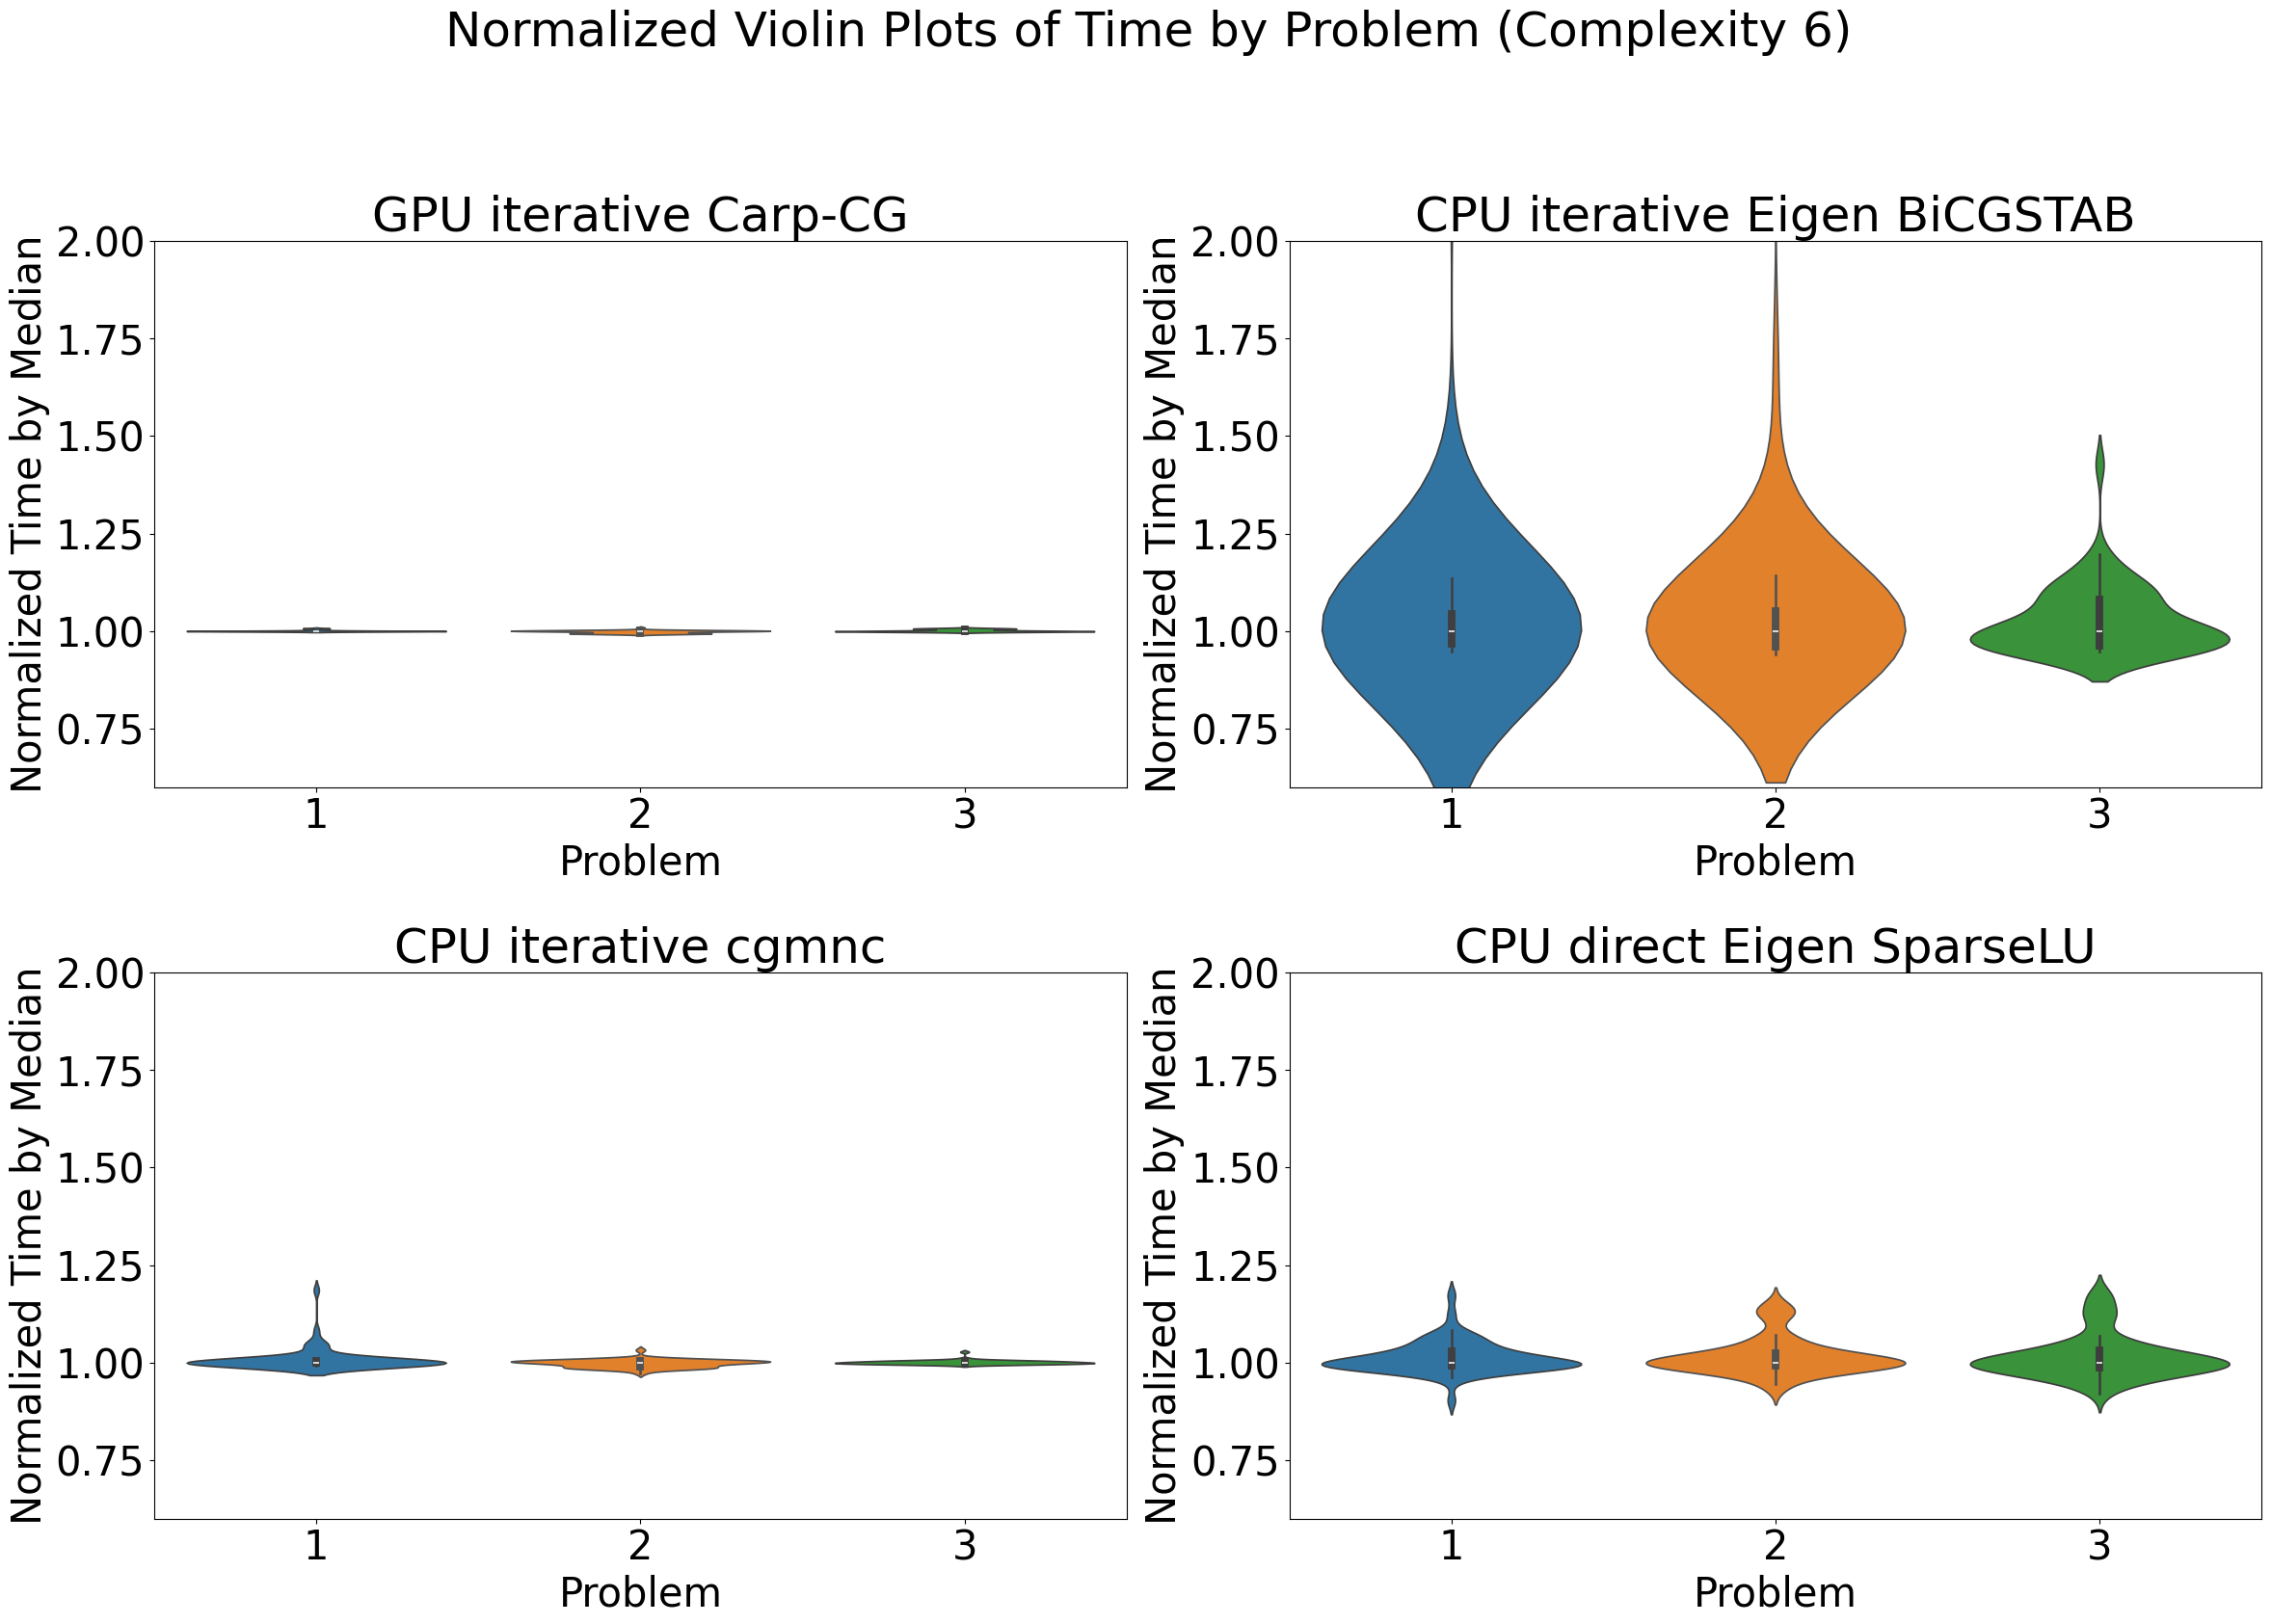 Normalized Violin Plots of Time by Problem (Complexity 6)
GPU iterative Carp-CG
Normalized Time by Median
2.00
1.75
1.50
1.25
1.00
0.75
1 2 3
Problem
CPU iterative Eigen BiCGSTAB
Normalized Time by Median
2.00
1.75
1.50
1.25
1.00
0.75
1 2 3
Problem
CPU iterative cgmnc
Normalized Time by Median
2.00
1.75
1.50
1.25
1.00
0.75
1 2 3
Problem
CPU direct Eigen SparseLU
Normalized Time by Median
2.00
1.75
1.50
1.25
1.00
0.75
1 2 3
Problem